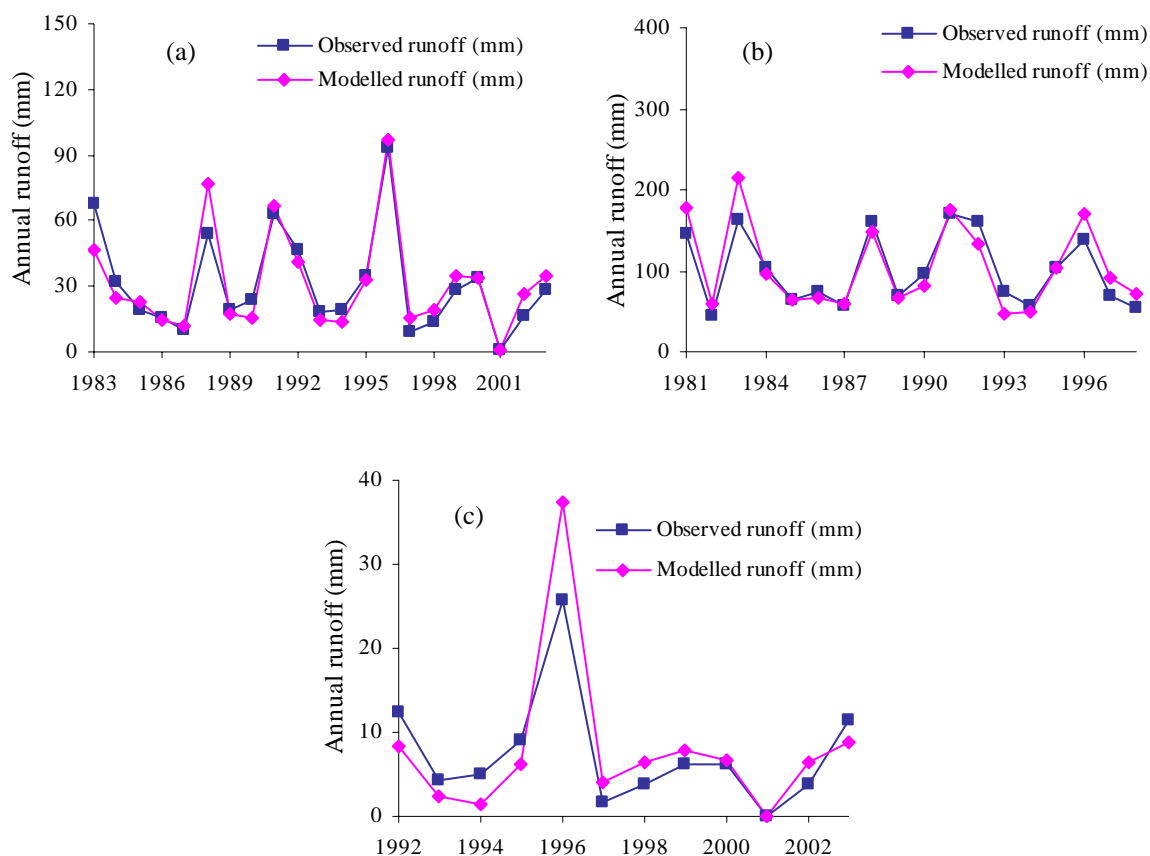 (a)
Observed runoff (mm)
Modelled runoff (mm)
Annual runoff (mm)
150
120
90
60
30
0
1983 1986 1989 1992 1995 1998 2001
(b)
Observed runoff (mm)
Modelled runoff (mm)
Annual runoff (mm)
400
300
200
100
0
1981 1984 1987 1990 1993 1996
(c)
Observed runoff (mm)
Modelled runoff (mm)
Annual runoff (mm)
40
30
20
10
0
1992 1994 1996 1998 2000 2002